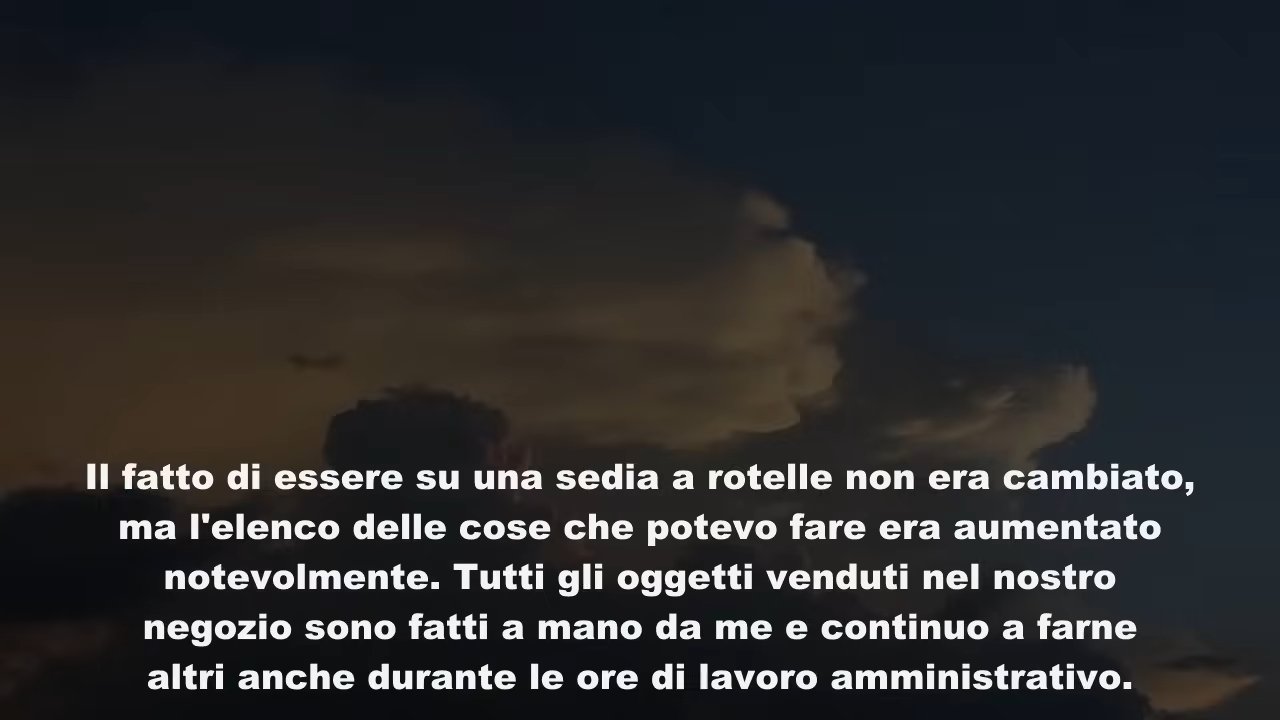 Il fatto di essere su una sedia a rotelle non era cambiato,
ma l'elenco delle cose che potevo fare era aumentato
notevolmente. Tutti gli oggetti venduti nel nostro
negozio sono fatti a mano da me e continuo a farne
altri anche durante le ore di lavoro amministrativo.